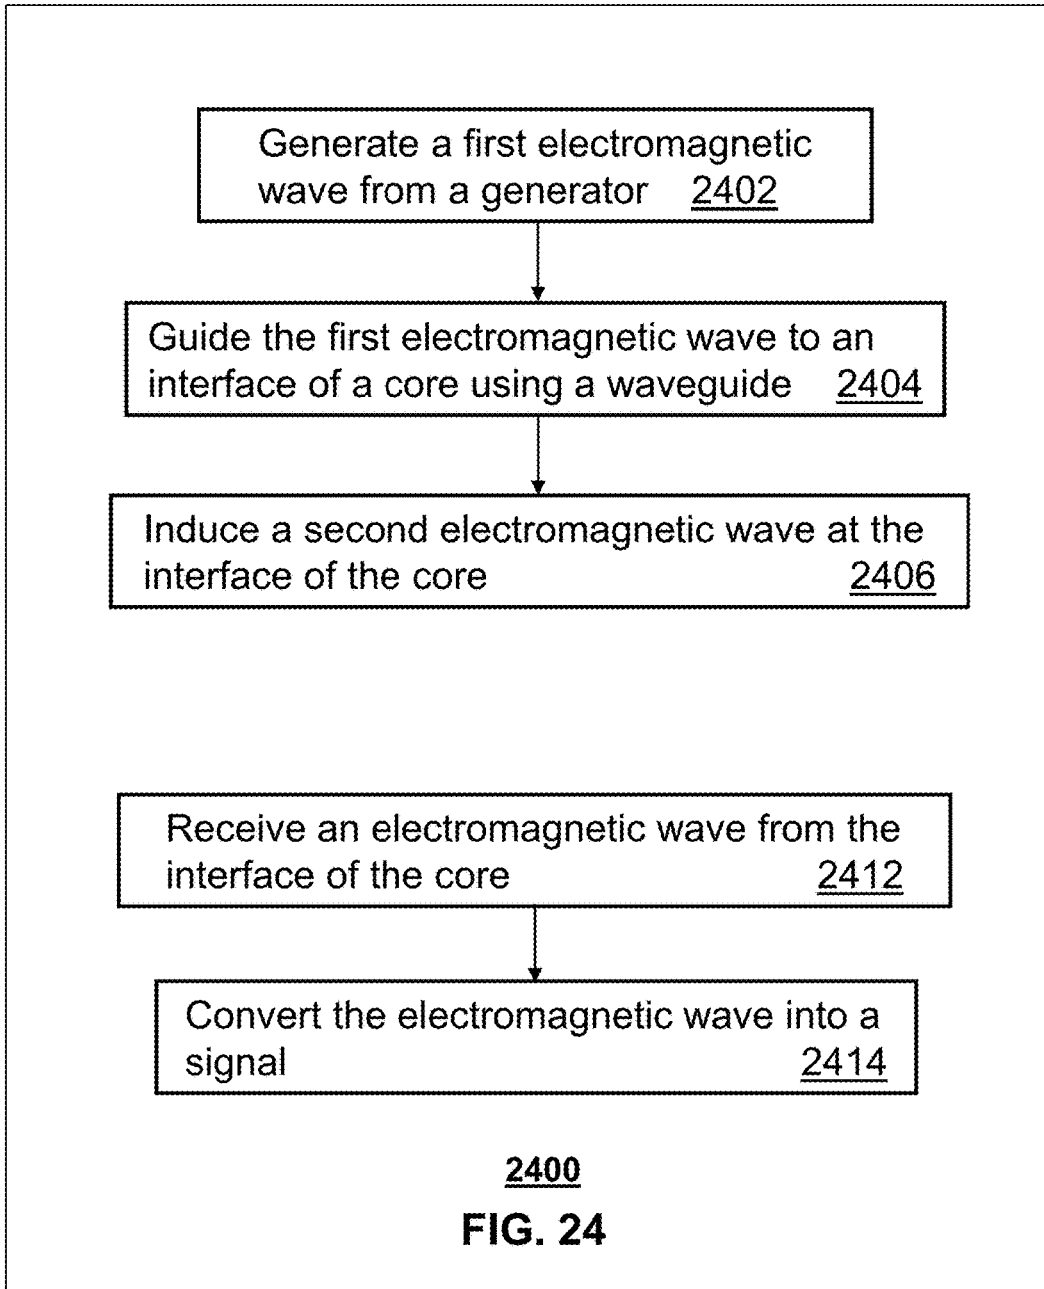 Generate a first electromagnetic
wave from a generator 2402
Guide the first electromagnetic wave to an
interface of a core using a waveguide 2404
Induce a second electromagnetic wave at the
interface of the core 2406
Receive an electromagnetic wave from the
interface of the core 2412
Convert the electromagnetic wave into a
signal 2414
2400
FIG. 24